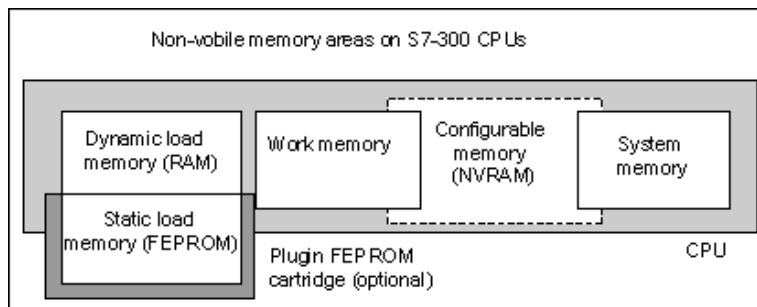 Non-vobile memory areas on S7-300 CPUs
Dynamic load
memory (RAM)
Work memory
Configurable
memory
(NVRAM)
System
memory
Static load
memory (FEPROM)
Plugin FEPROM
cartridge (optional)
CPU